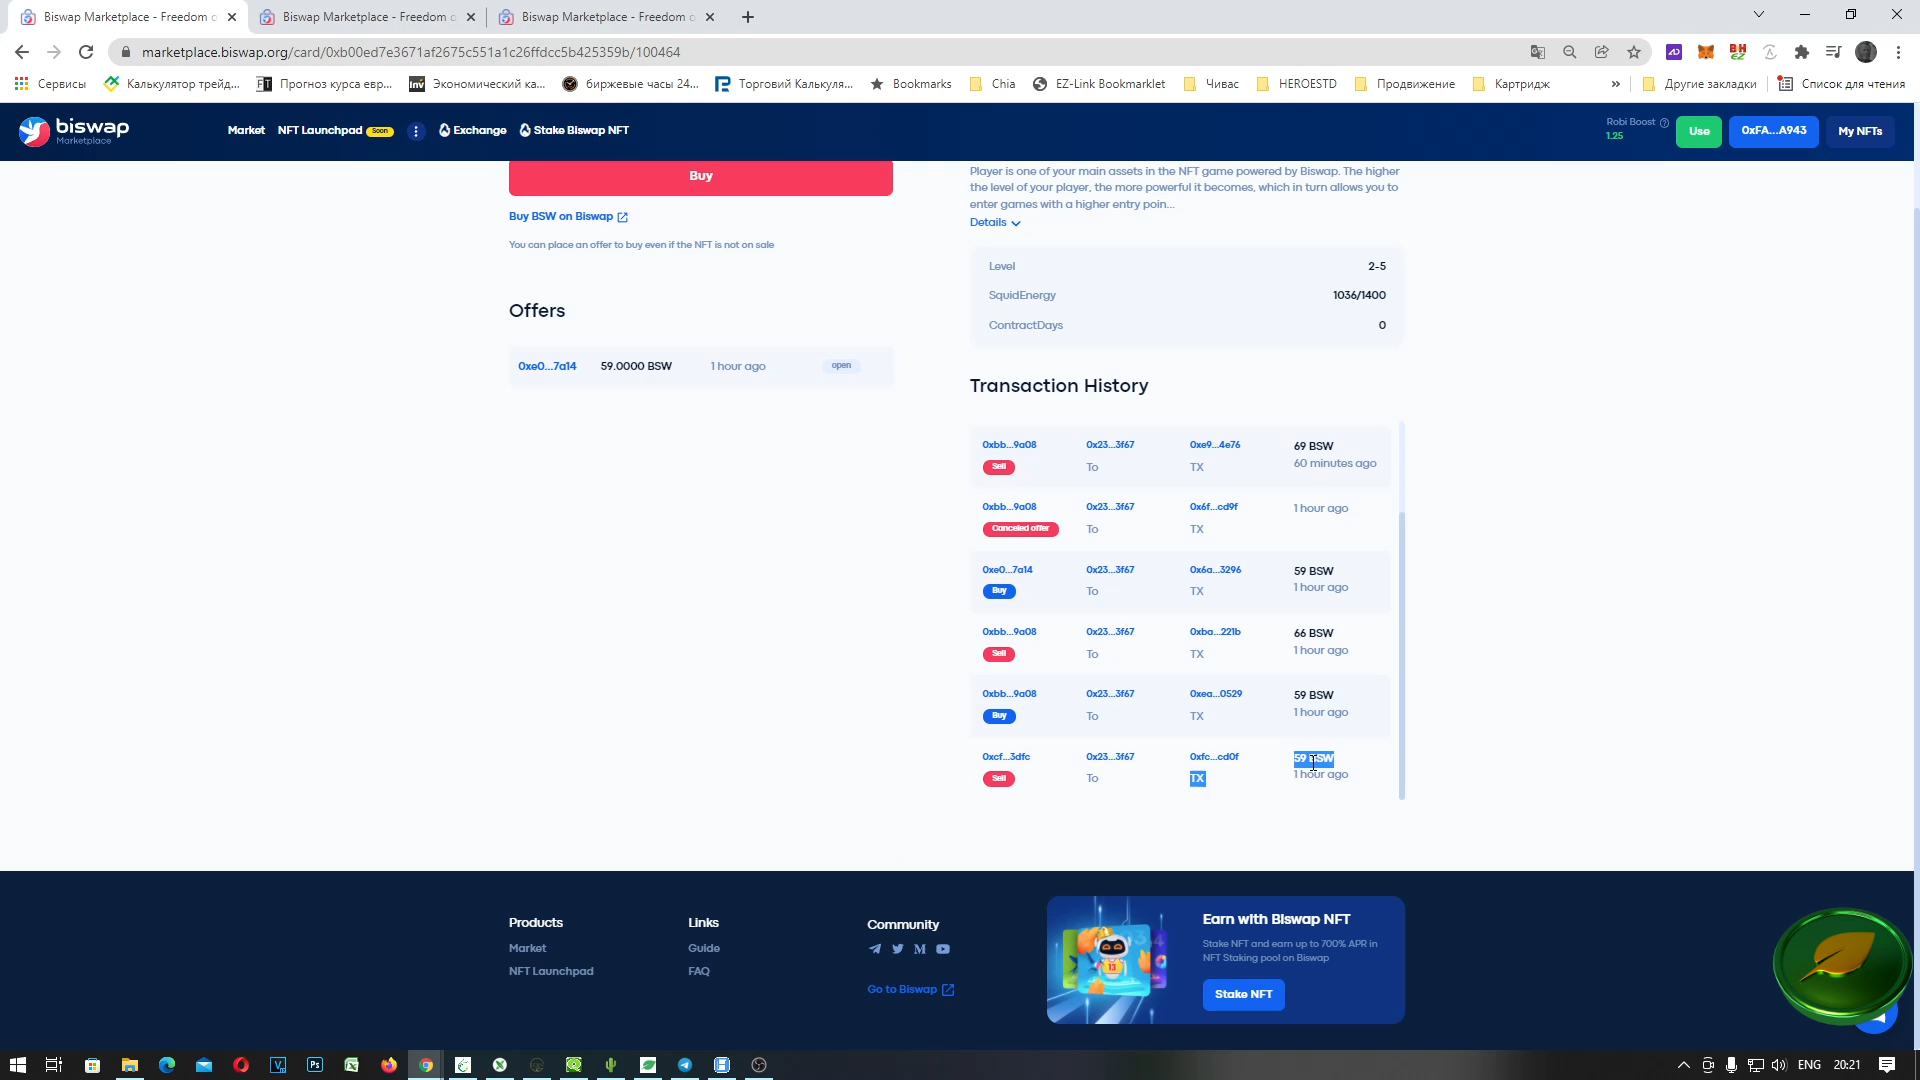 Biswap Marketplace - Freedom o
Biswap Marketplace - Freedom o
Biswap Marketplace - Freedom o
marketplace.biswap.org/card/0xb00ed7e3671af2675c551a1c26ffdcc5b425359b/100464
Сервисы
Калькулятор трейд...
Прогноз курса евр...
Экономический ка...
биржевые часы 24...
Торговий Калькуля...
Bookmarks
Chia
EZ-Link Bookmarklet
Чивас
HEROESTD
Продвижение
Картридж
»
Другие закладки
Список для чтения
biswap
Marketplace
Market
NFT Launchpad
Soon
Exchange
Stake Biswap NFT
Robi Boost
1.25
Use
0xFA...A943
My NFTs
Buy
Buy BSW on Biswap
You can place an offer to buy even if the NFT is not on sale
Offers
0xe0...7a14 59.0000 BSW 1 hour ago open
Player is one of your main assets in the NFT game powered by Biswap. The higher
the level of your player, the more powerful it becomes, which in turn allows you to
enter games with a higher entry poin...
Details
Level 2-5
SquidEnergy 1036/1400
ContractDays 0
Transaction History
0xbb...9a08 0x23...3f67 0xe9...4e76 69 BSW
Sell To TX 60 minutes ago
0xbb...9a08 0x23...3f67 0x6f...cd9f 1 hour ago
Canceled offer To TX
0xe0...7a14 0x23...3f67 0x6a...3296 59 BSW
Buy To TX 1 hour ago
0xbb...9a08 0x23...3f67 0xba...221b 66 BSW
Sell To TX 1 hour ago
0xbb...9a08 0x23...3f67 0xea...0529 59 BSW
Buy To TX 1 hour ago
0xcf...3dfc 0x23...3f67 0xfc...cd0f 59 BSW
Sell To TX 1 hour ago
Products
Market
NFT Launchpad
Links
Guide
FAQ
Community
Go to Biswap
Earn with Biswap NFT
Stake NFT and earn up to 700% APR in
NFT Staking pool on Biswap
Stake NFT
13
ENG
20:21